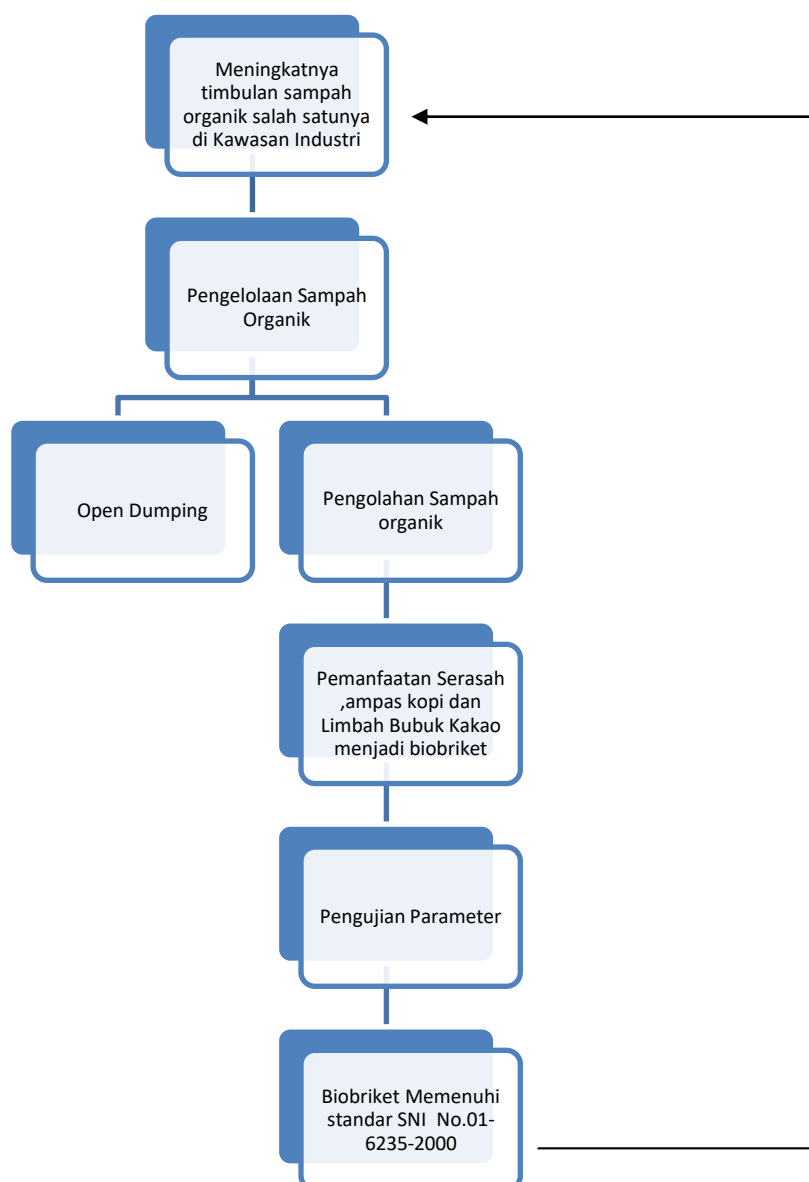 Meningkatnya
timbulan sampah
organik salah satunya
di Kawasan Industri
Pengelolaan Sampah
Organik
Open Dumping
Pengolahan Sampah
organik
Pemanfaatan Serasah
,ampas kopi dan
Limbah Bubuk Kakao
menjadi biobriket
Pengujian Parameter
Biobriket Memenuhi
standar SNI  No.01-
6235-2000